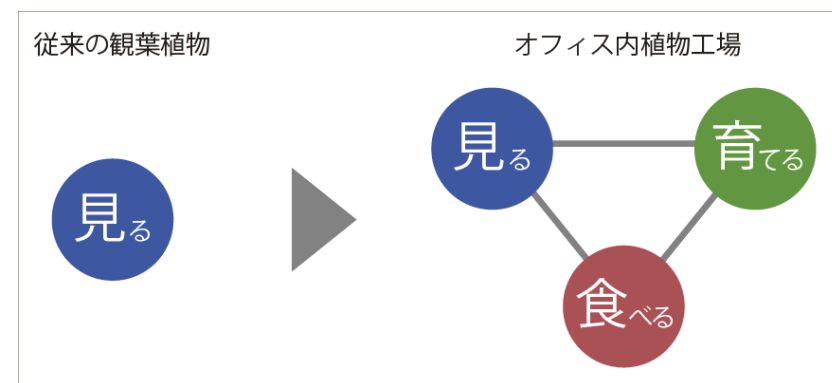 従来の観葉植物
見る
オフィス内植物工場
見る
育てる
食べる